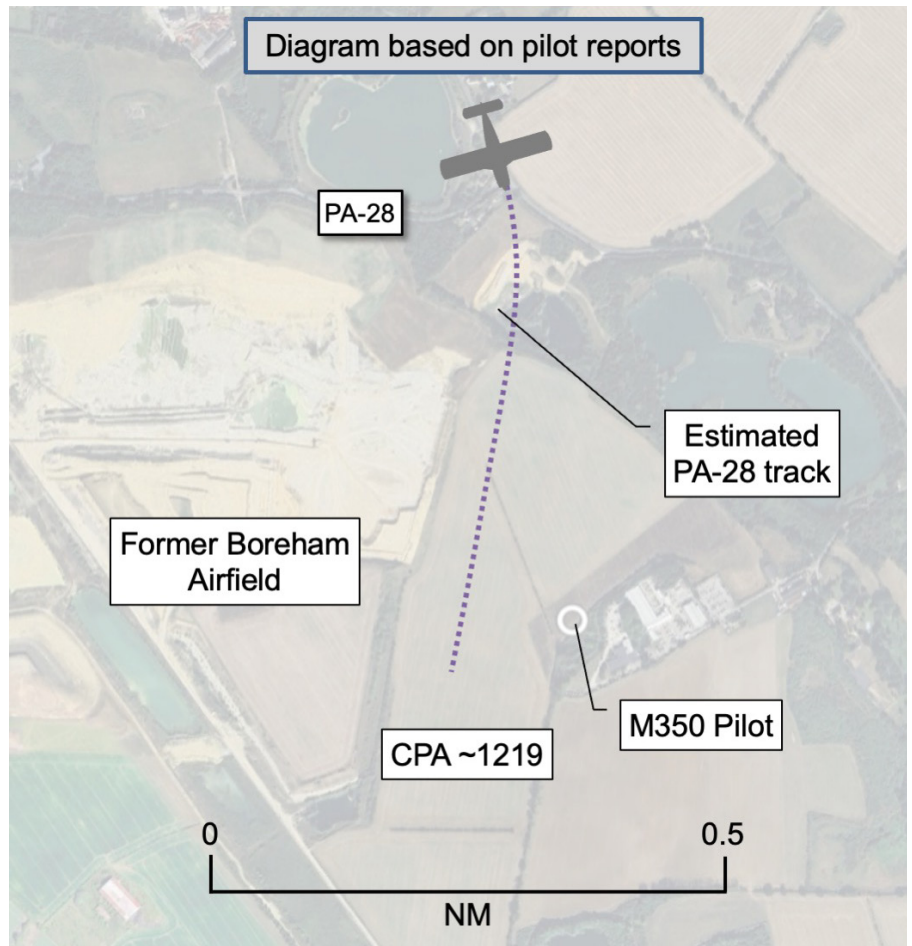 Diagram based on pilot reports
PA-28
Estimated
PA-28 track
Former Boreham
Airfield
M350 Pilot
CPA ~1219
0
0.5
NM